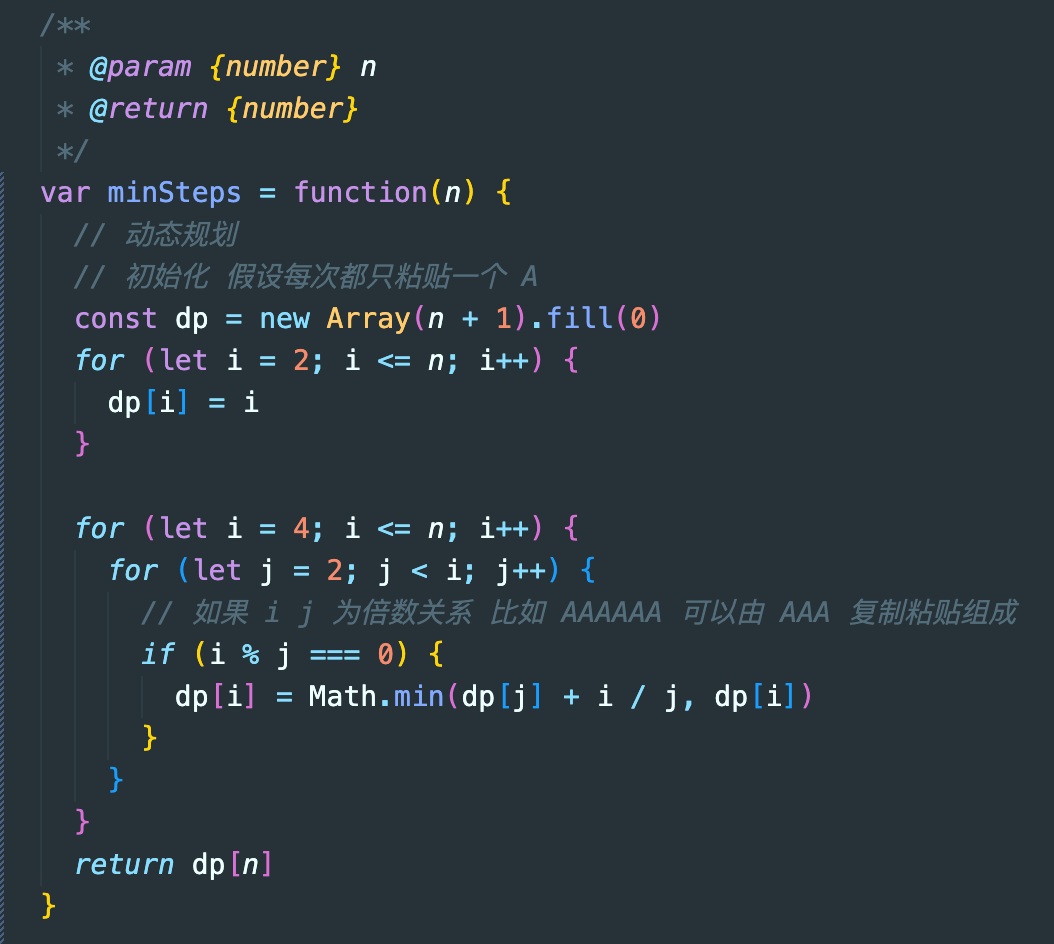 /**
 * @param {number} n
 * @return {number}
 */
var minSteps = function(n) {
  // 动态规划
  // 初始化 假设每次都只粘贴一个 A
  const dp = new Array(n + 1).fill(0)
  for (let i = 2; i <= n; i++) {
    dp[i] = i
  }

  for (let i = 4; i <= n; i++) {
    for (let j = 2; j < i; j++) {
      // 如果 i j 为倍数关系 比如 AAAAAA 可以由 AAA 复制粘贴组成
      if (i % j === 0) {
        dp[i] = Math.min(dp[j] + i / j, dp[i])
      }
    }
  }
  return dp[n]
}